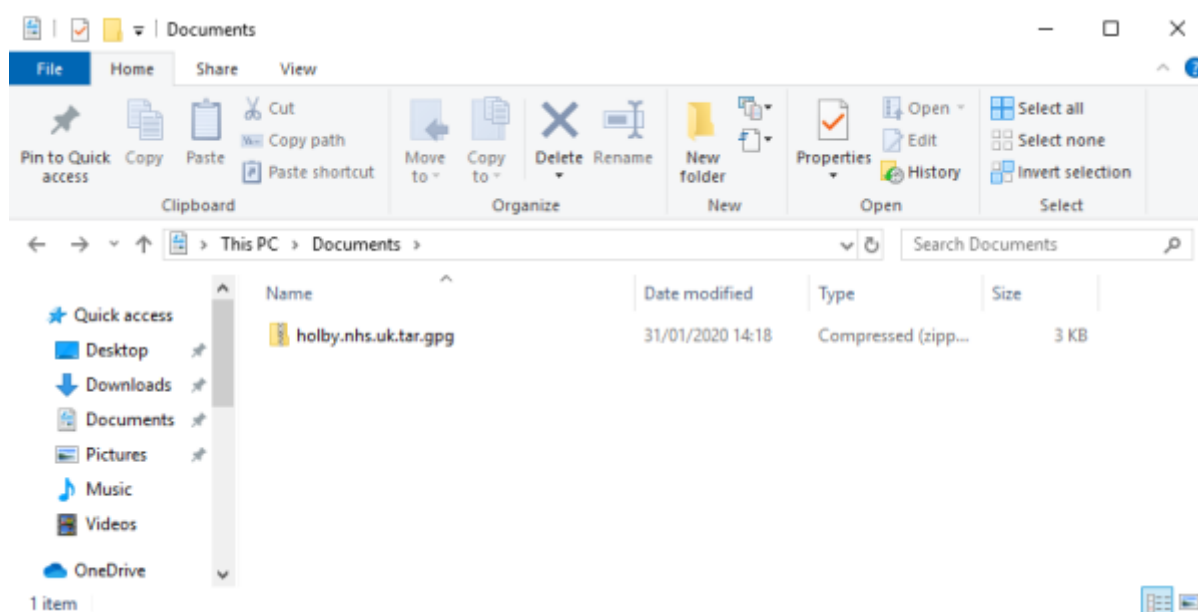 Documents
File Home Share View
Pin to Quick access
Copy
Paste
Cut
Copy path
Paste shortcut
Move to
Copy to
Delete
Rename
New folder
Properties
Open
Edit
History
Select all
Select none
Invert selection
Clipboard Organize New Open Select
This PC > Documents >
Search Documents
Name Date modified Type Size
holby.nhs.uk.tar.gpg 31/01/2020 14:18 Compressed (zipp... 3 KB
Quick access
Desktop
Downloads
Documents
Pictures
Music
Videos
OneDrive
1 item